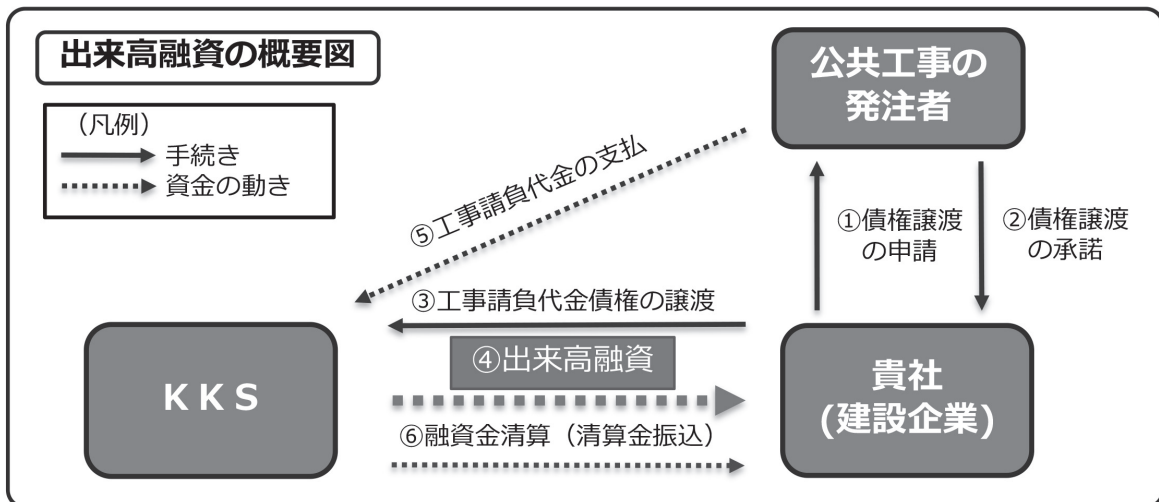 出来高融資の概要図
（凡例）
手続き
資金の動き
公共工事の
発注者
⑤工事請負代金の支払
①債権譲渡
の申請
②債権譲渡
の承諾
③工事請負代金債権の譲渡
④出来高融資
ＫＫＳ
貴社
(建設企業)
⑥融資金清算（清算金振込）